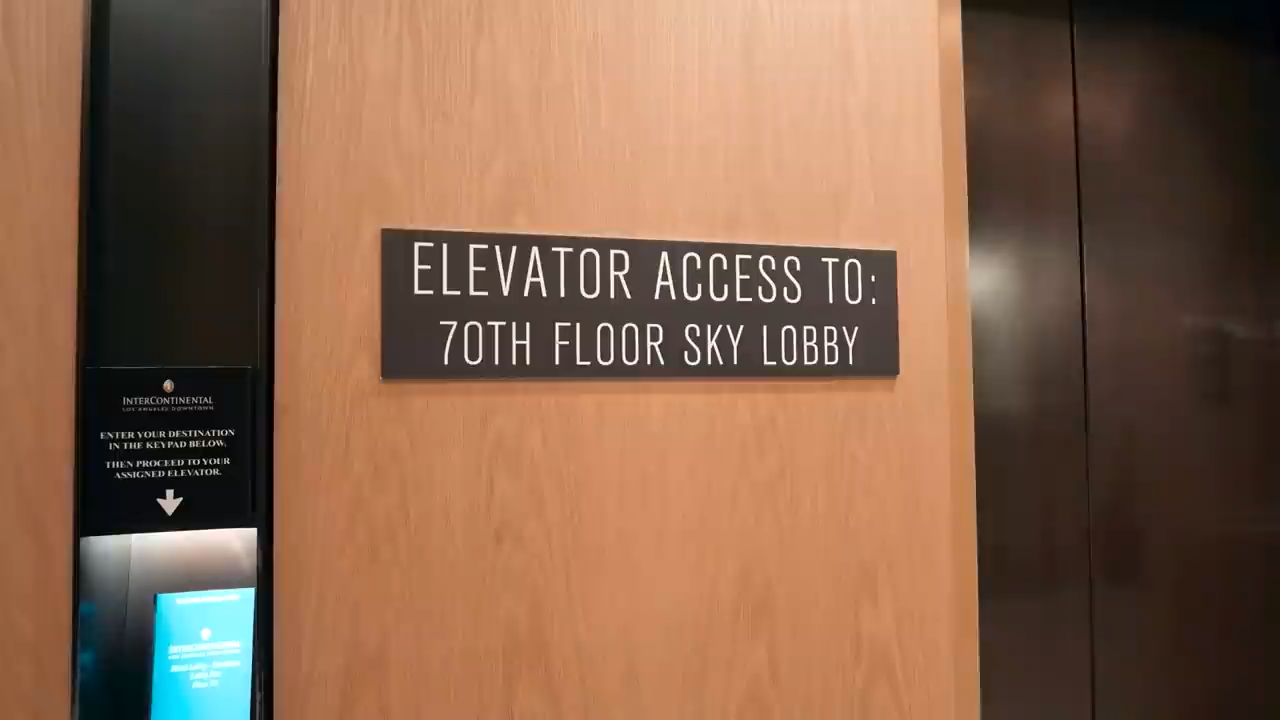 ELEVATOR ACCESS TO:
70TH FLOOR SKY LOBBY
INTERCONTINENTAL
LOS ANGELES DOWNTOWN
ENTER YOUR DESTINATION
IN THE KEYPAD BELOW.
THEN PROCEED TO YOUR
ASSIGNED ELEVATOR.
INTERCONTINENTAL